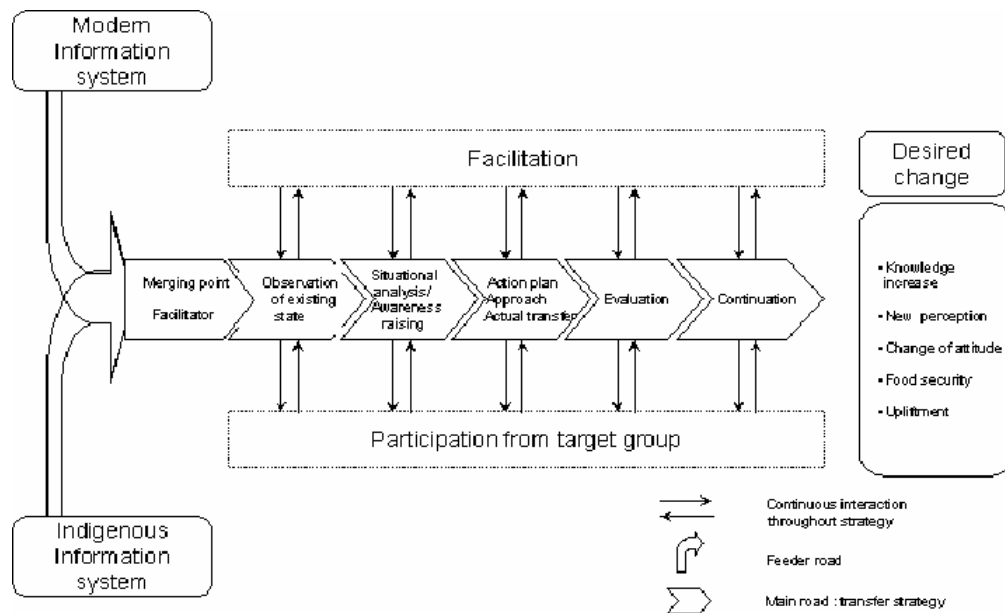 Modern
Information
system
Facilitation
Desired
change
Merging point
Facilitator
Observation
of existing
state
Situational
analysis/
Awareness
raising
Action plan
Approach
Actual transfer
Evaluation
Continuation
• Knowledge
increase
• New perception
• Change of attitude
• Food security
• Upliftment
Participation from target group
Indigenous
Information
system
Continuous interaction
throughout strategy
Feeder road
Main road : transfer strategy